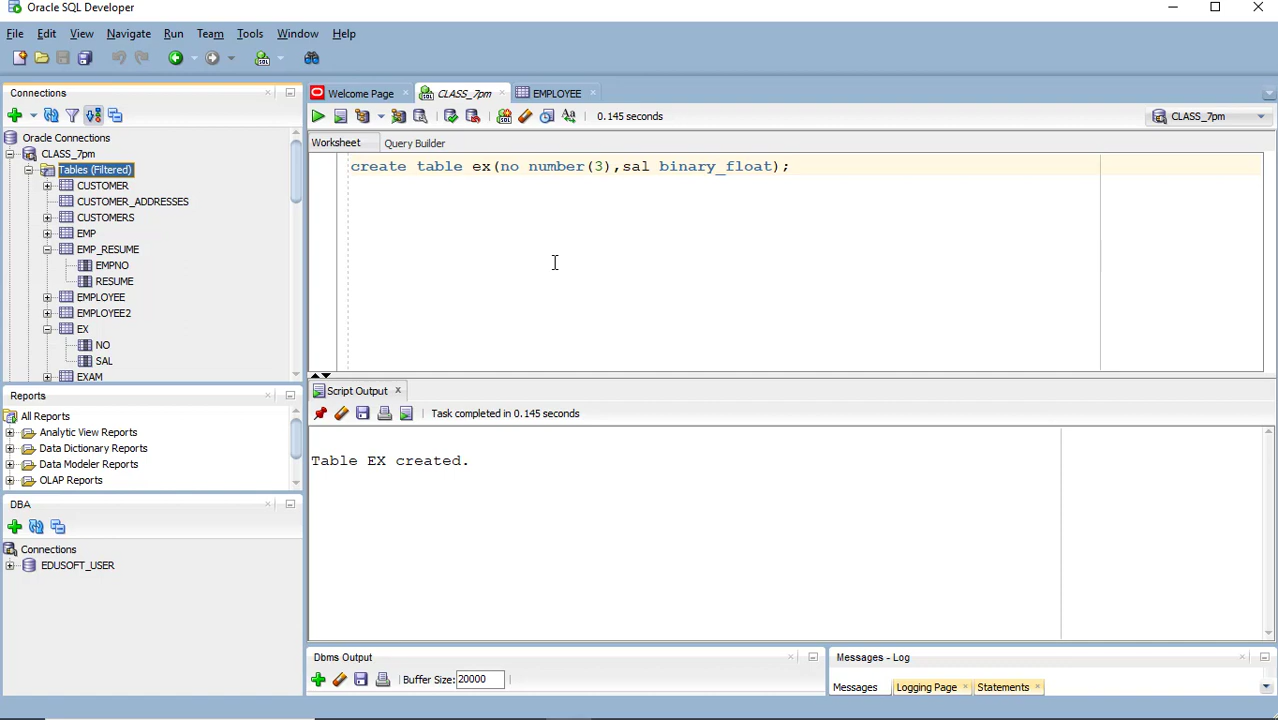 Oracle SQL Developer
File Edit View Navigate Run Team Tools Window Help
Connections
Oracle Connections
CLASS_7pm
Tables (Filtered)
CUSTOMER
CUSTOMER_ADDRESSES
CUSTOMERS
EMP
EMP_RESUME
EMPNO
RESUME
EMPLOYEE
EMPLOYEE2
EX
NO
SAL
EXAM
Reports
All Reports
Analytic View Reports
Data Dictionary Reports
Data Modeler Reports
OLAP Reports
DBA
Connections
EDUSOFT_USER
Welcome Page CLASS_7pm EMPLOYEE
0.145 seconds CLASS_7pm
Worksheet Query Builder
create table ex(no number(3),sal binary_float);
Script Output x
Task completed in 0.145 seconds
Table EX created.
Dbms Output
Buffer Size: 20000
Messages - Log
Messages Logging Page Statements